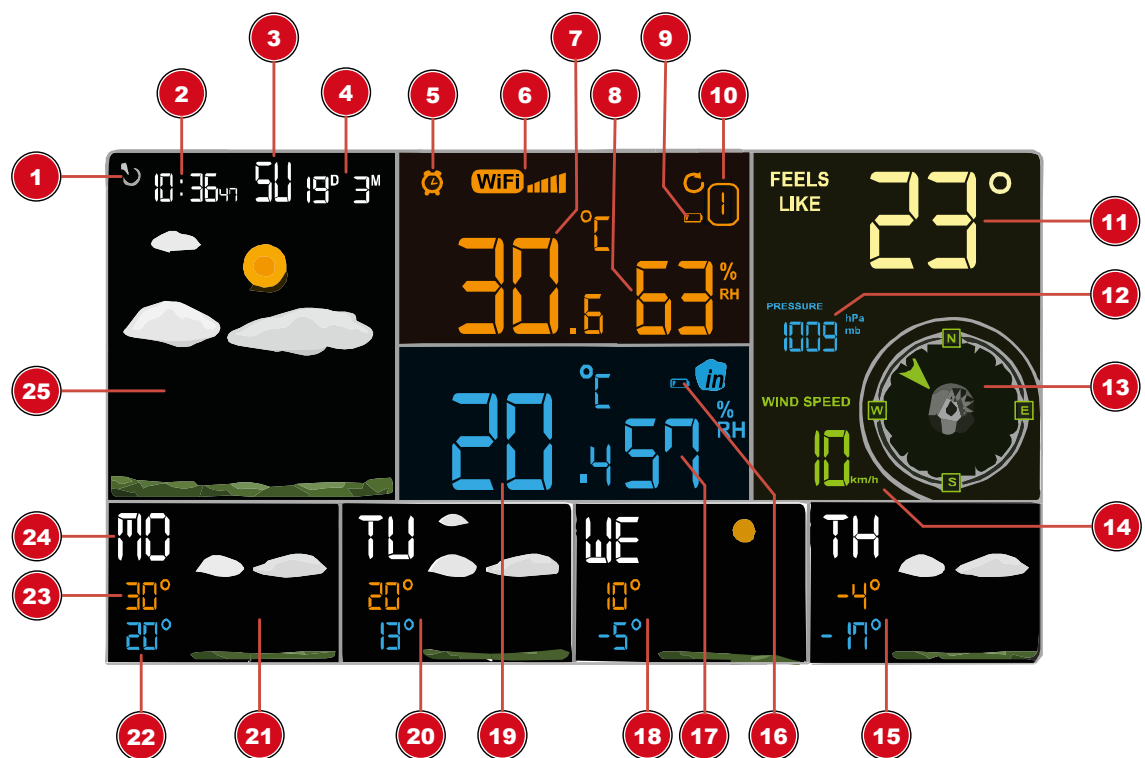 3
7
9
2
4
5
6
8
10
1
10:36 47 SU 19D 3M
WiFi
1
30.6 °C 63 % RH
FEELS LIKE
23°
11
12
PRESSURE
1009 hPa mb
N
W
E
S
13
WIND SPEED
10 km/h
14
25
in
20.4 °C 57 % RH
24
MO
TU
WE
TH
23
30°
20°
10°
-4°
20°
13°
-5°
-17°
22
21
20
19
18
17
16
15